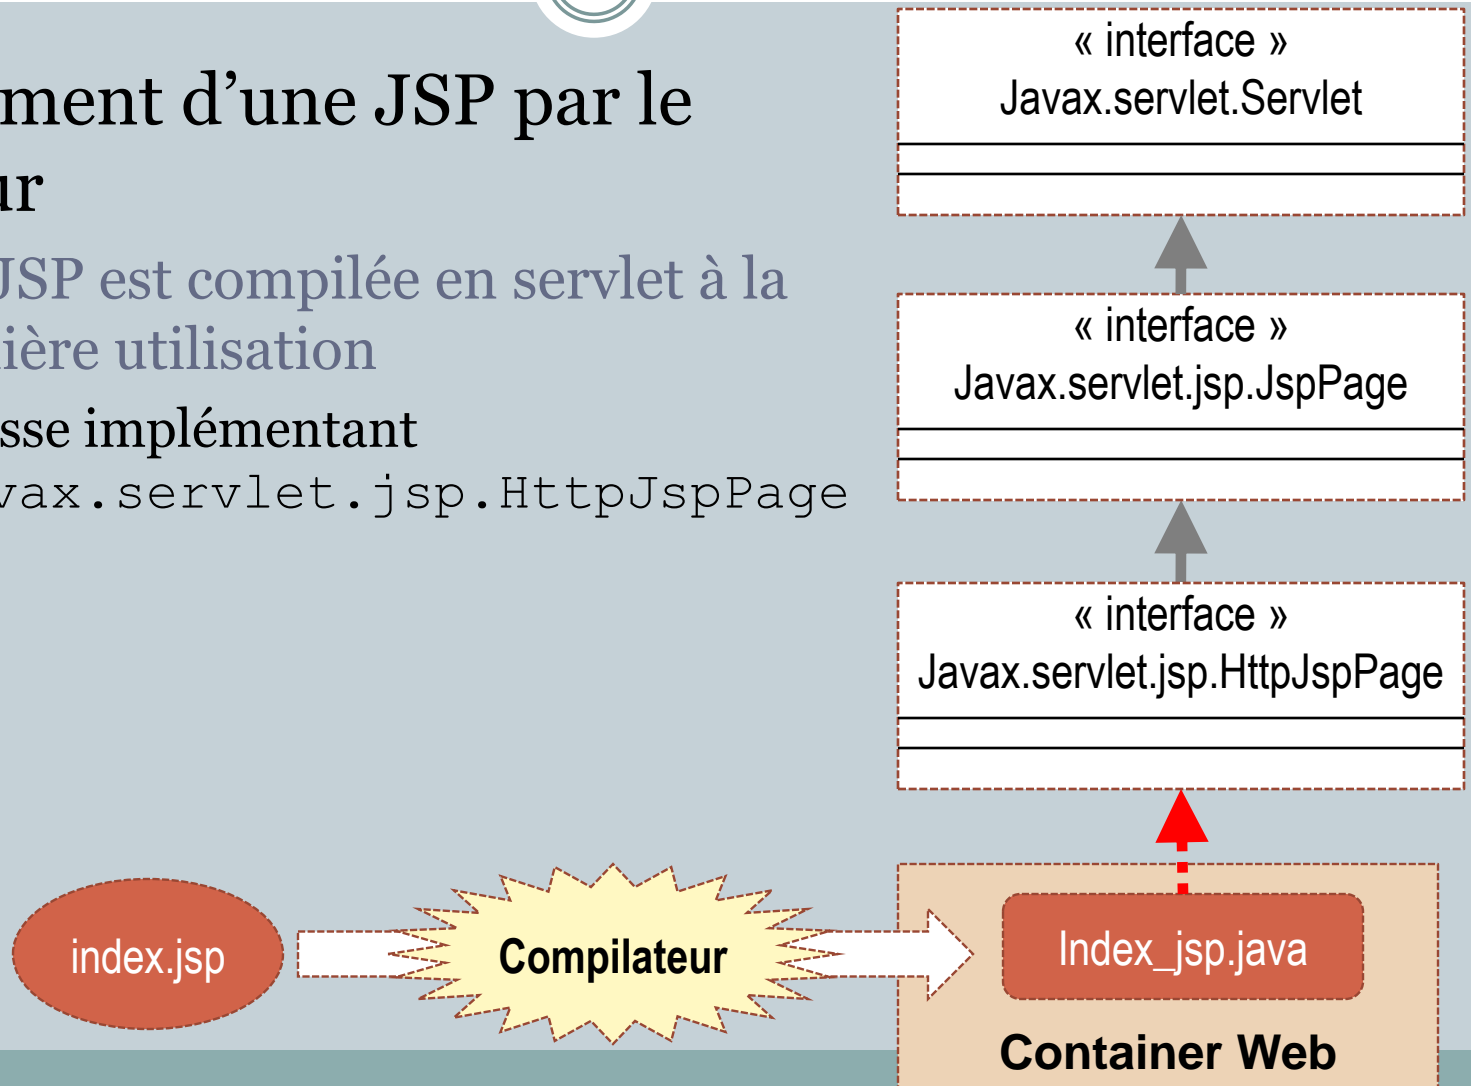 ment d’une JSP par le
ur
JSP est compilée en servlet à la
ière utilisation
sse implémentant
vax.servlet.jsp.HttpJspPage
« interface »
Javax.servlet.Servlet
« interface »
Javax.servlet.jsp.JspPage
« interface »
Javax.servlet.jsp.HttpJspPage
index.jsp
Compilateur
Index_jsp.java
Container Web